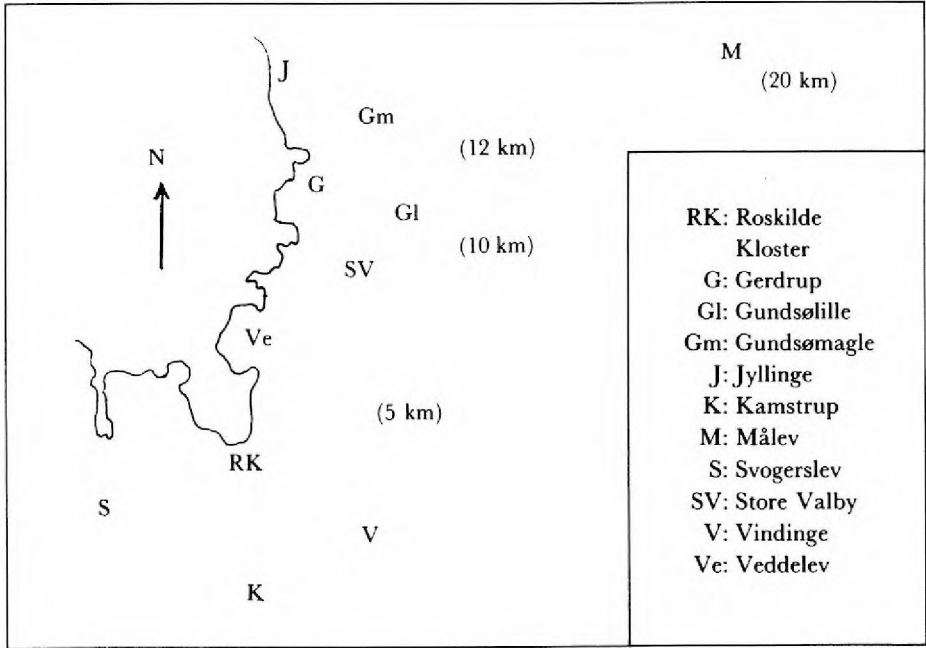 M
(20 km)
J
Gm
(12 km)
N
G
Gl
(10 km)
SV
Ve
(5 km)
RK
S
V
K
RK: Roskilde
Kloster
G: Gerdrup
Gl: Gundsølille
Gm: Gundsømagle
J: Jyllinge
K: Kamstrup
M: Målev
S: Svogerslev
SV: Store Valby
V: Vindinge
Ve: Veddelev